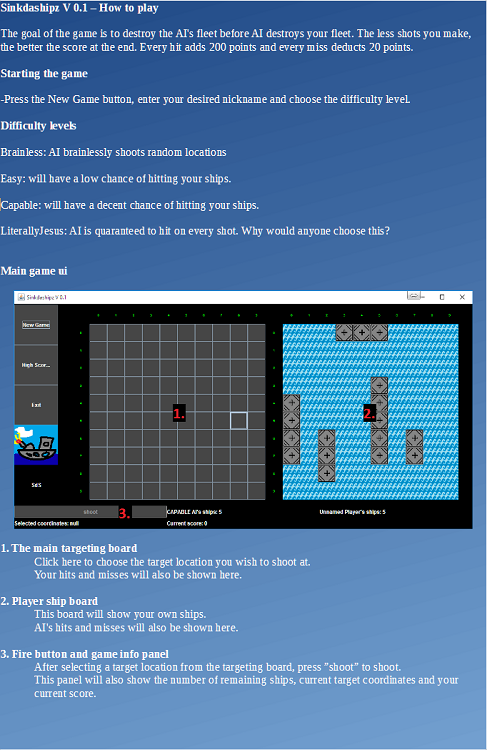 Sinkdashipz V 0.1 – How to play
The goal of the game is to destroy the AI's fleet before AI destroys your fleet. The less shots you make,
the better the score at the end. Every hit adds 200 points and every miss deducts 20 points.
Starting the game
-Press the New Game button, enter your desired nickname and choose the difficulty level.
Difficulty levels
Brainless: AI brainlessly shoots random locations
Easy: will have a low chance of hitting your ships.
Capable: will have a decent chance of hitting your ships.
LiterallyJesus: AI is quaranteed to hit on every shot. Why would anyone choose this?
Main game ui
Sinkdashipz V 0.1
New Game
High Scor...
Exit
SdS
1.
2.
shoot
3.
CAPABLE AI's ships: 5
Unnamed Player's ships: 5
Selected coordinates: null
Current score: 0
1. The main targeting board
Click here to choose the target location you wish to shoot at.
Your hits and misses will also be shown here.
2. Player ship board
This board will show your own ships.
AI's hits and misses will also be shown here.
3. Fire button and game info panel
After selecting a target location from the targeting board, press ”shoot” to shoot.
This panel will also show the number of remaining ships, current target coordinates and your
current score.